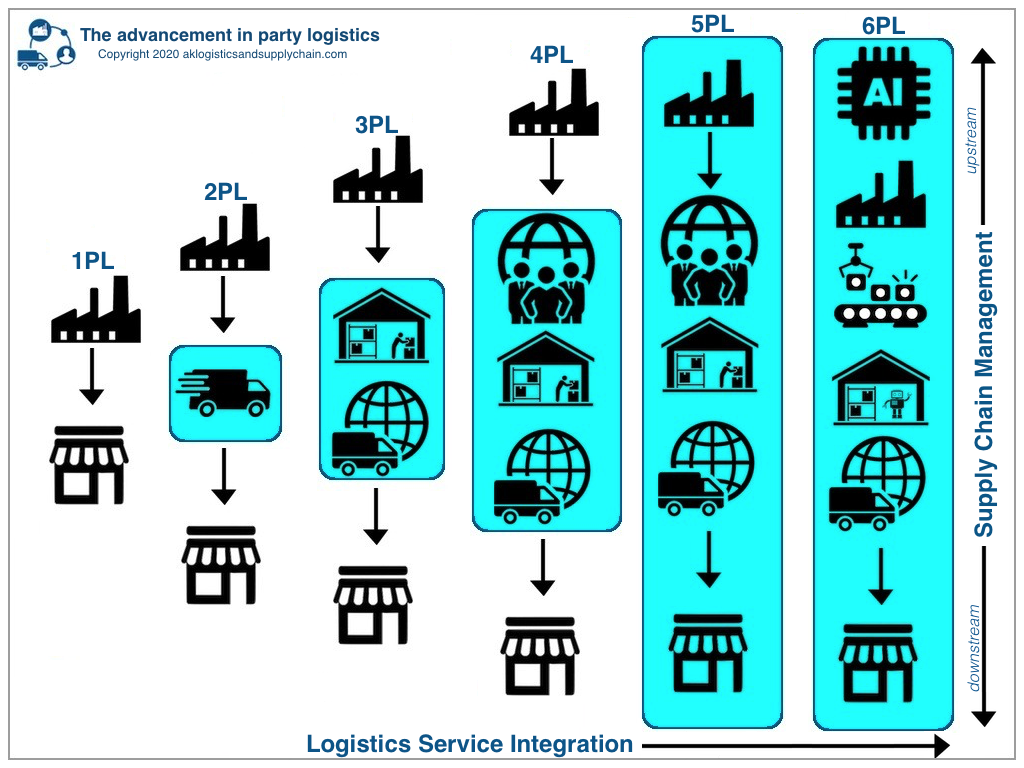 The advancement in party logistics
Copyright 2020 aklogisticsandsupplychain.com
1PL
2PL
3PL
4PL
5PL
6PL
AI
upstream
Supply Chain Management
downstream
Logistics Service Integration